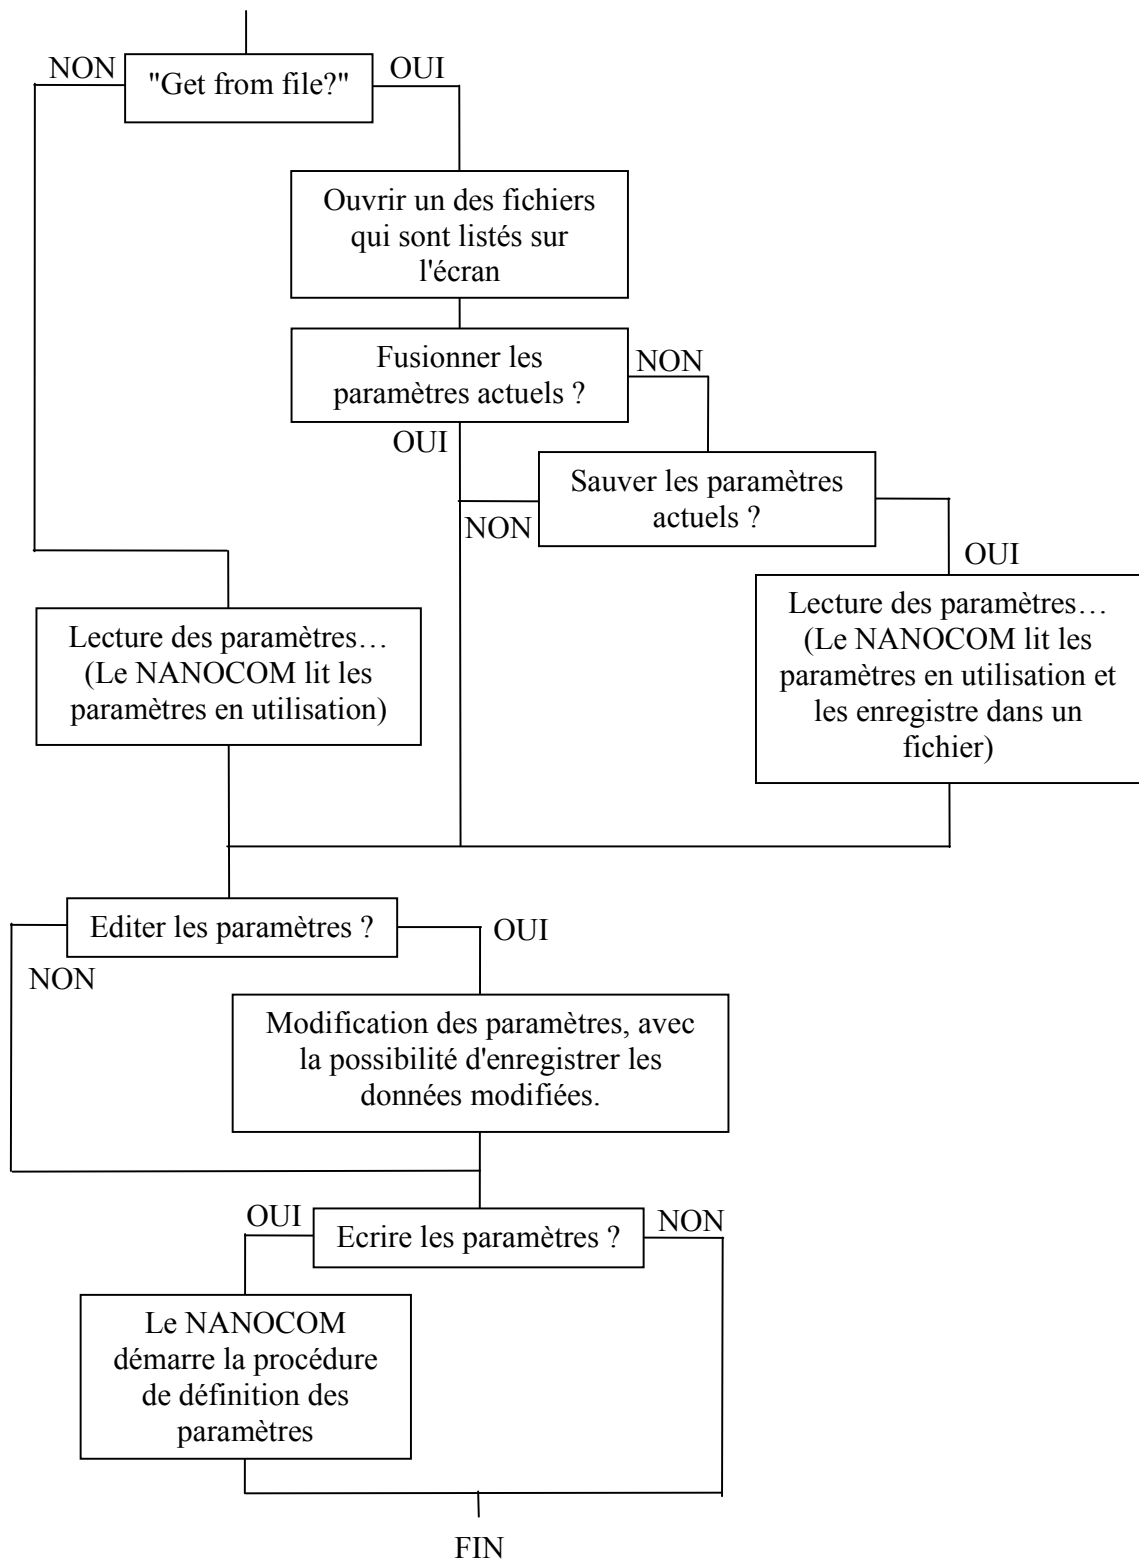 NON
"Get from file?"
OUI
Ouvrir un des fichiers
qui sont listés sur
l'écran
Fusionner les
paramètres actuels ?
NON
OUI
Sauver les paramètres
actuels ?
NON
OUI
Lecture des paramètres…
(Le NANOCOM lit les
paramètres en utilisation)
Lecture des paramètres…
(Le NANOCOM lit les
paramètres en utilisation et
les enregistre dans un
fichier)
Editer les paramètres ?
OUI
NON
Modification des paramètres, avec
la possibilité d'enregistrer les
données modifiées.
OUI
Ecrire les paramètres ?
NON
Le NANOCOM
démarre la procédure
de définition des
paramètres
FIN